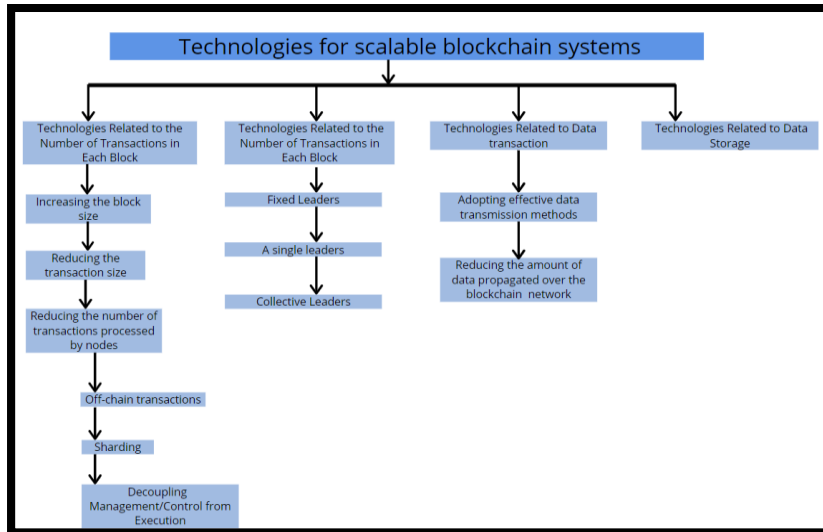 Technologies for scalable blockchain systems
Technologies Related to the
Number of Transactions in
Each Block
Increasing the block
size
Reducing the
transaction size
Reducing the number of
transactions processed
by nodes
Off-chain transactions
Sharding
Decoupling
Management/Control from
Execution
Technologies Related to the
Number of Transactions in
Each Block
Fixed Leaders
A single leaders
Collective Leaders
Technologies Related to Data
transaction
Adopting effective data
transmission methods
Reducing the amount of
data propagated over the
blockchain network
Technologies Related to Data
Storage